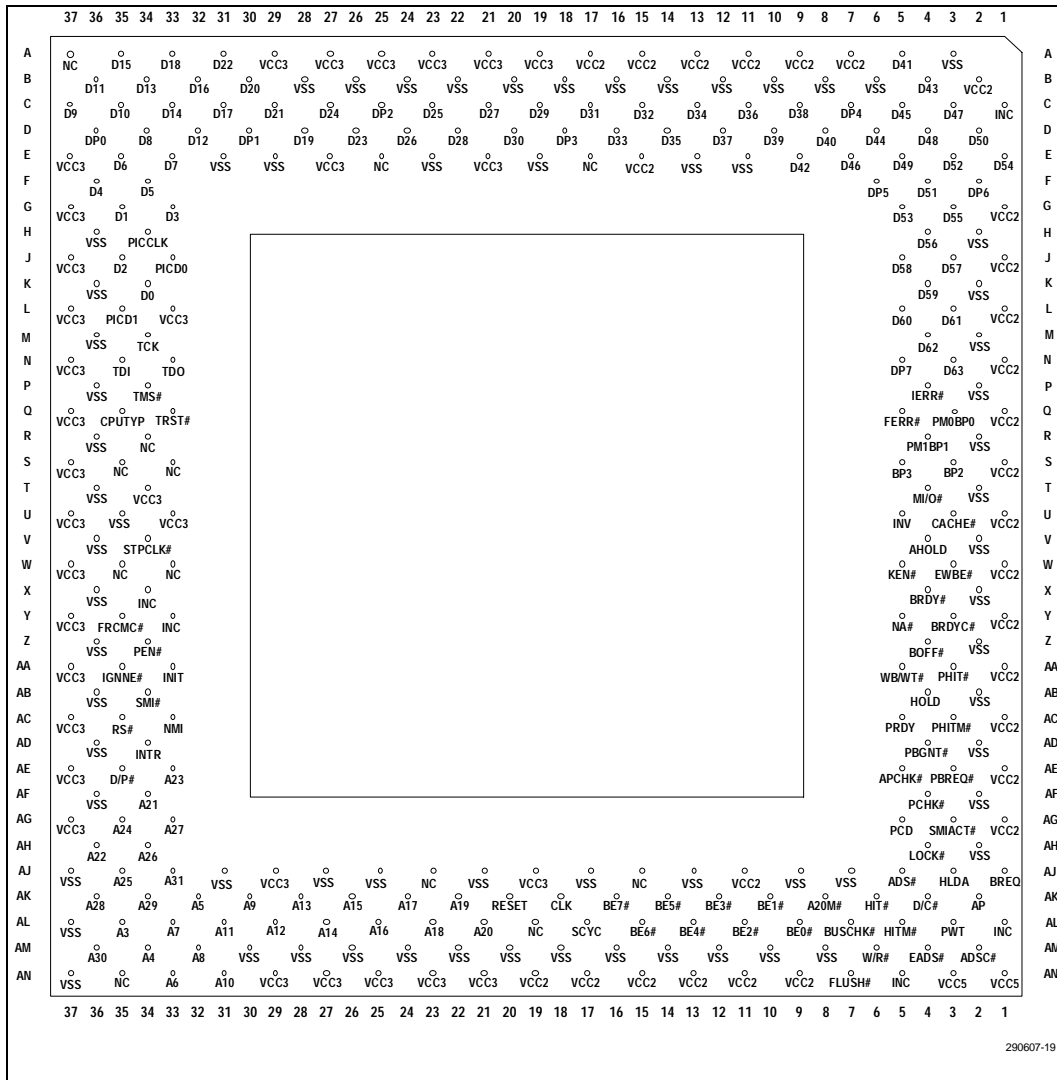 37 36 35 34 33 32 31 30 29 28 27 26 25 24 23 22 21 20 19 18 17 16 15 14 13 12 11 10 9 8 7 6 5 4 3 2 1
A NC D15 D18 D22 VCC3 VCC3 VCC3 VCC3 VCC3 VCC3 VCC2 VCC2 VCC2 VCC2 VCC2 VCC2 D41 VSS A
B D11 D13 D16 D20 VSS VSS VSS VSS VSS VSS VSS VSS VSS VSS VSS VSS D43 VCC2 B
C D9 D10 D14 D17 D21 D24 DP2 D25 D27 D29 D31 D32 D34 D36 D38 DP4 D45 D47 INC C
D DP0 D8 D12 DP1 D19 D23 D26 D28 D30 DP3 D33 D35 D37 D39 D40 D44 D48 D50 D
E VCC3 D6 D7 VSS VSS VCC3 NC VSS VCC3 VSS NC VCC2 VSS VSS D42 D46 D49 D52 D54 E
F D4 D5 DP5 D51 DP6 F
G VCC3 D1 D3 D53 D55 VCC2 G
H VSS PICCLK D56 VSS H
J VCC3 D2 PICD0 D58 D57 VCC2 J
K VSS D0 D59 VSS K
L VCC3 PICD1 VCC3 D60 D61 VCC2 L
M VSS TCK D62 VSS M
N VCC3 TDI TDO DP7 D63 VCC2 N
P VSS TMS# IERR# VSS P
Q VCC3 CPUTYP TRST# FERR# PM0BP0 VCC2 Q
R VSS NC PM1BP1 VSS R
S VCC3 NC NC BP3 BP2 VCC2 S
T VSS VCC3 MI/O# VSS T
U VCC3 VSS VCC3 INV CACHE# VCC2 U
V VSS STPCLK# AHOLD VSS V
W VCC3 NC NC KEN# EWBE# VCC2 W
X VSS INC BRDY# VSS X
Y VCC3 FRCMC# INC NA# BRDYC# VCC2 Y
Z VSS PEN# BOFF# VSS Z
AA VCC3 IGNNE# INIT WB/WT# PHIT# VCC2 AA
AB VSS SMI# HOLD VSS AB
AC VCC3 RS# NMI PRDY PHITM# VCC2 AC
AD VSS INTR PBGNT# VSS AD
AE VCC3 D/P# A23 APCHK# PBREQ# VCC2 AE
AF VSS A21 PCHK# VSS AF
AG VCC3 A24 A27 PCD SMIACT# VCC2 AG
AH A22 A26 LOCK# VSS AH
AJ VSS A25 A31 VSS VCC3 VSS VSS NC VSS VCC3 VSS NC VSS VCC2 VSS VSS ADS# HLDA BREQ AJ
AK A28 A29 A5 A9 A13 A15 A17 A19 RESET CLK BE7# BE5# BE3# BE1# A20M# HIT# D/C# AP AK
AL VSS A3 A7 A11 A12 A14 A16 A18 A20 NC SCYC BE6# BE4# BE2# BE0# BUSCHK# HITM# PWT INC AL
AM A30 A4 A8 VSS VSS VSS VSS VSS VSS VSS VSS VSS VSS VSS VSS W/R# EADS# ADSC# AM
AN VSS NC A6 A10 VCC3 VCC3 VCC3 VCC3 VCC3 VCC2 VCC2 VCC2 VCC2 VCC2 VCC2 FLUSH# INC VCC5 VCC5 AN
37 36 35 34 33 32 31 30 29 28 27 26 25 24 23 22 21 20 19 18 17 16 15 14 13 12 11 10 9 8 7 6 5 4 3 2 1
290607-19